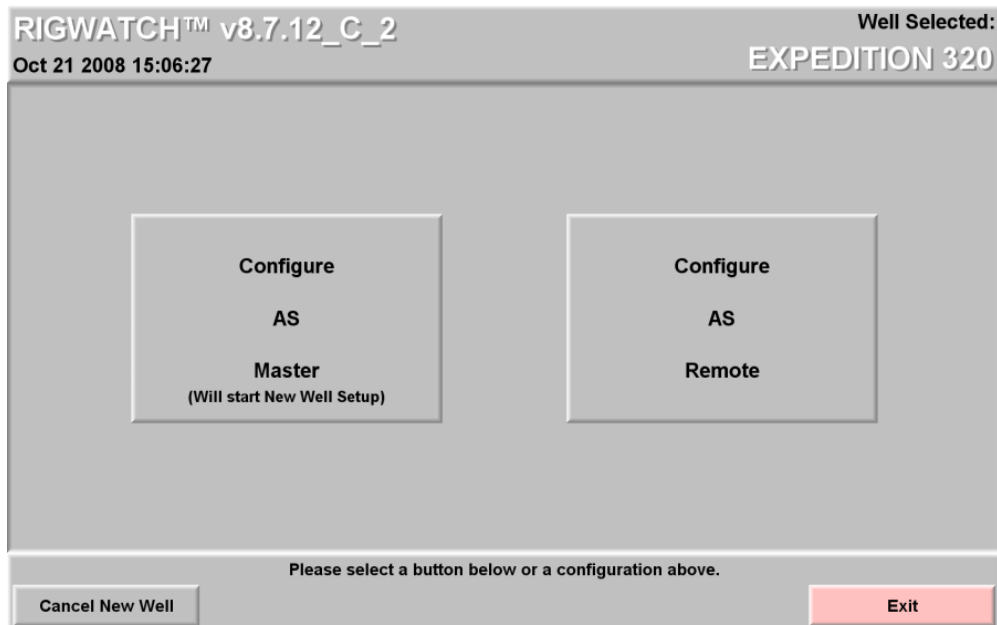 RIGWATCH™ v8.7.12_C_2
Well Selected:
Oct 21 2008 15:06:27
EXPEDITION 320
Configure
AS
Master
(Will start New Well Setup)
Configure
AS
Remote
Please select a button below or a configuration above.
Cancel New Well
Exit